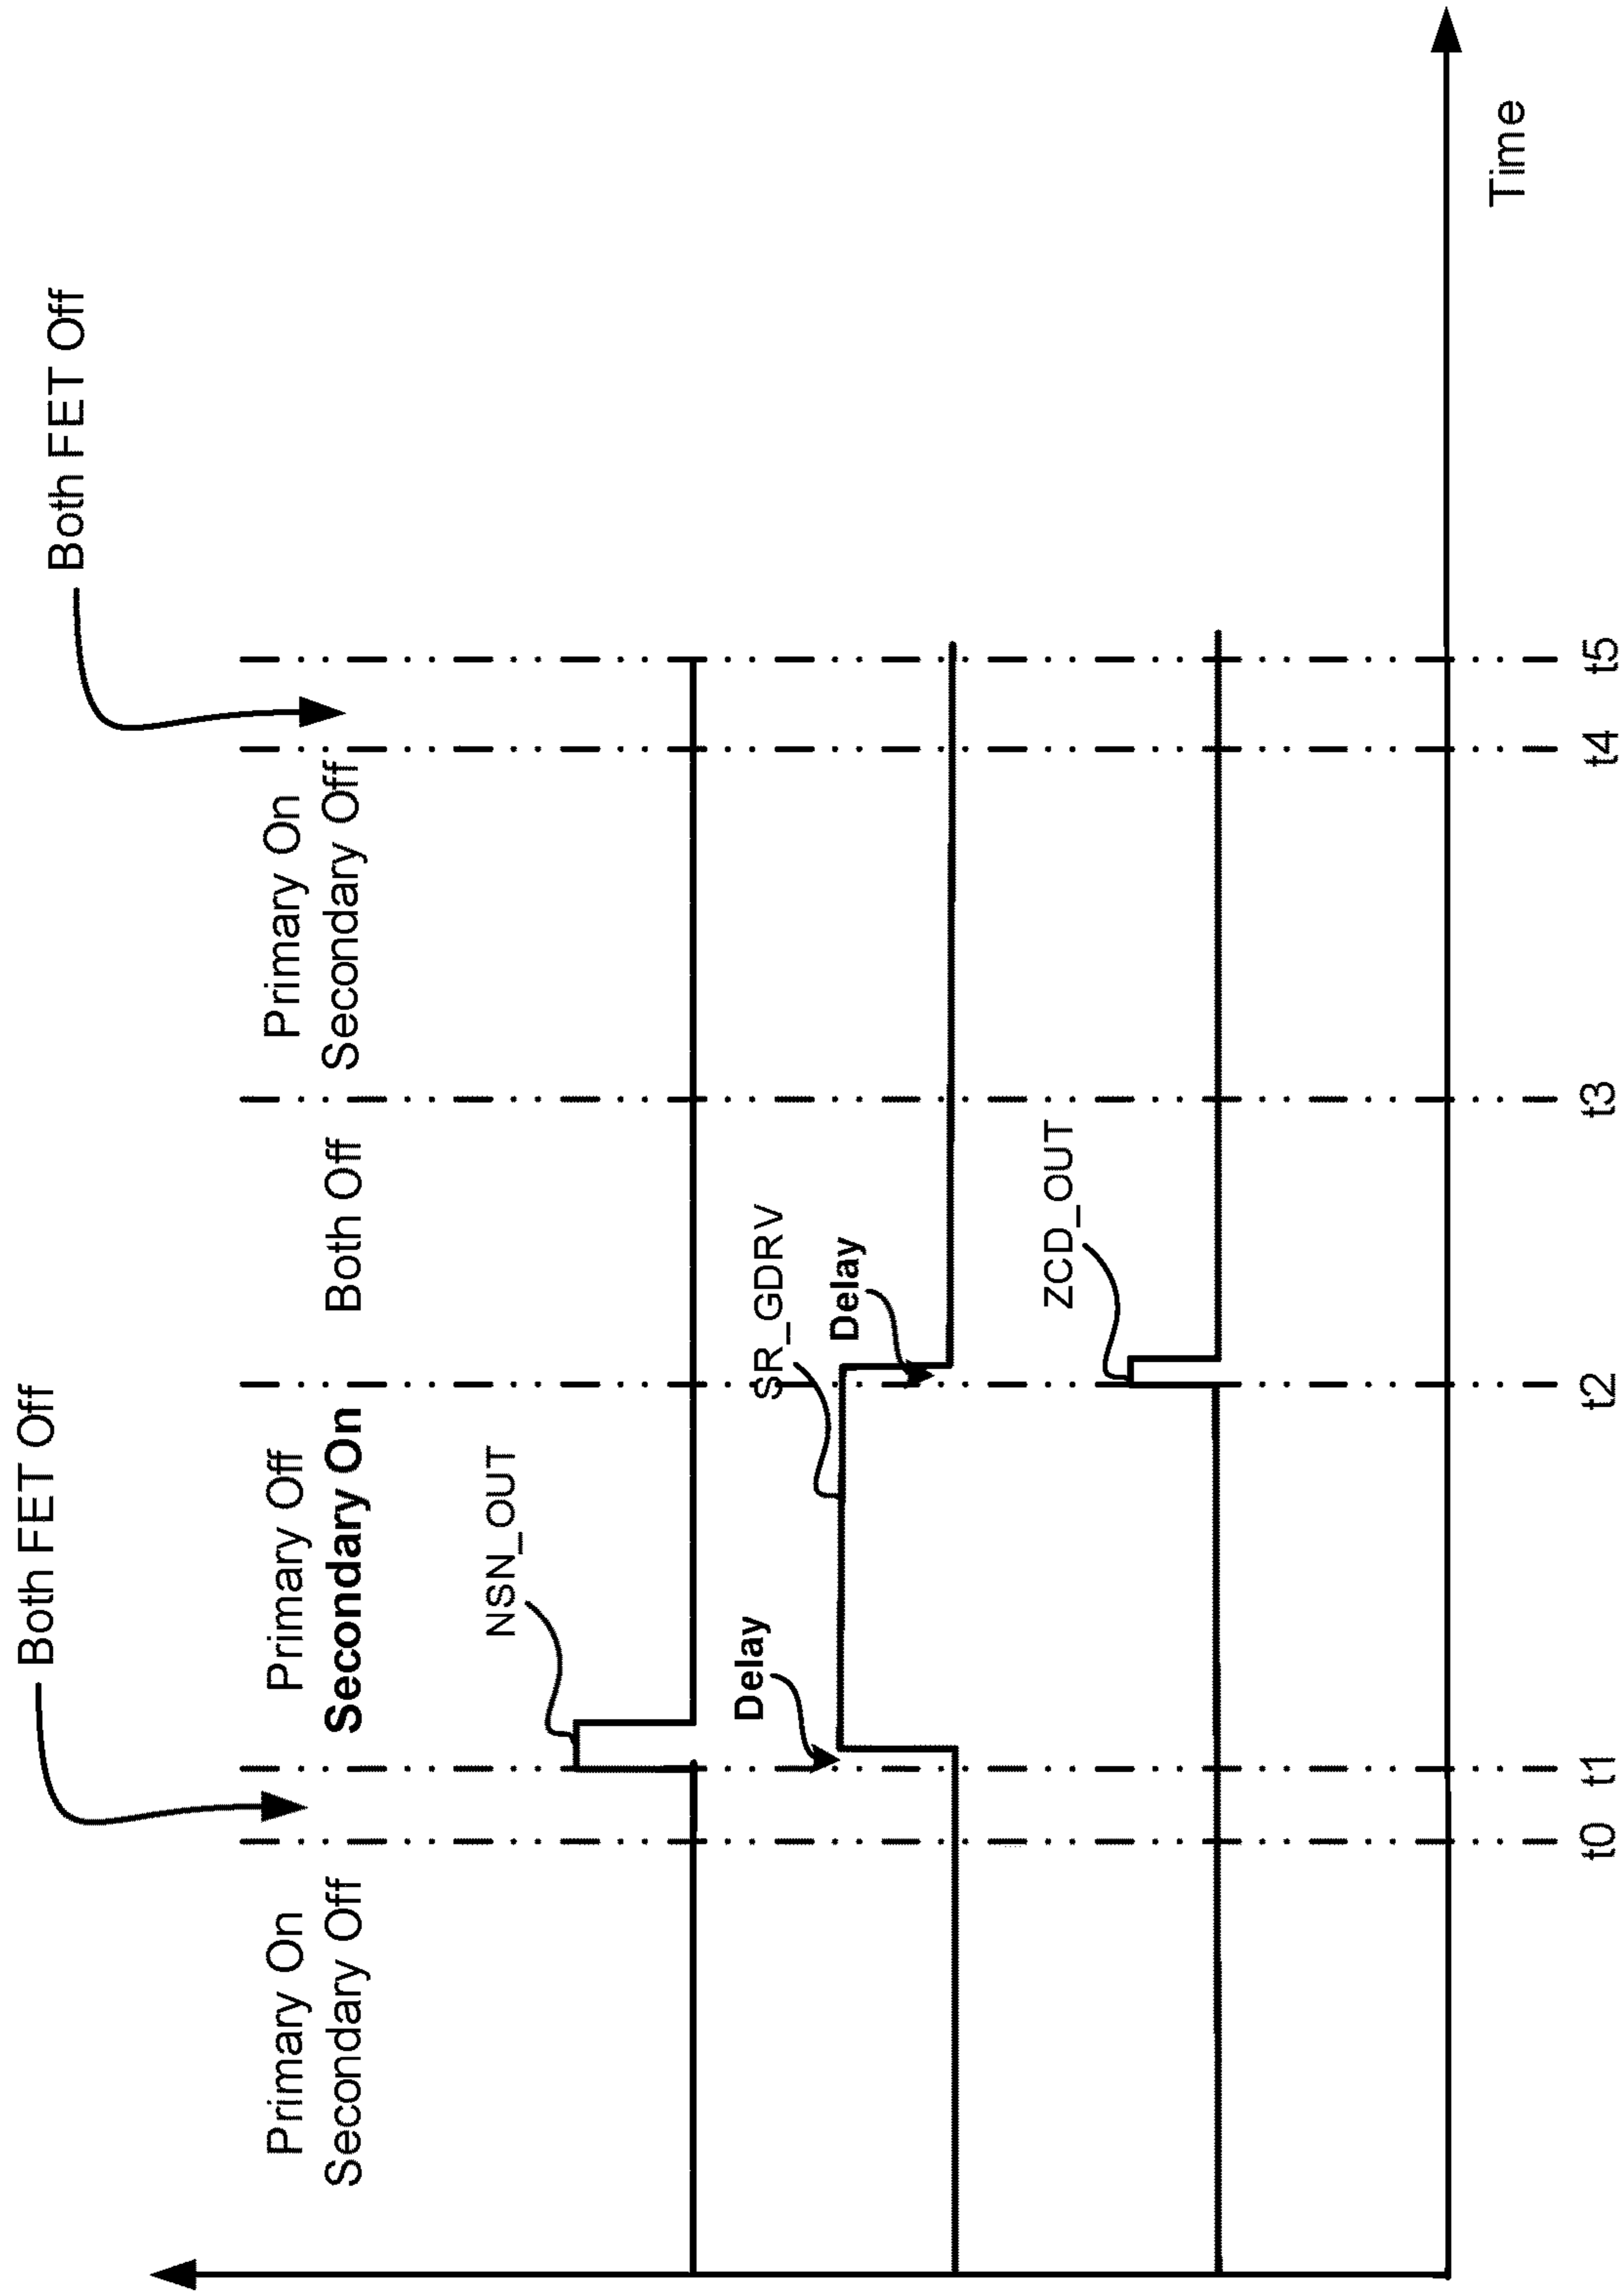 Both FET Off
Both FET Off
Primary On
Secondary Off
Primary Off
Secondary On
Both Off
Primary On
Secondary Off
NSN_OUT
Delay
SR_GDRV
Delay
ZCD_OUT
t0
t1
t2
t3
t4
t5
Time